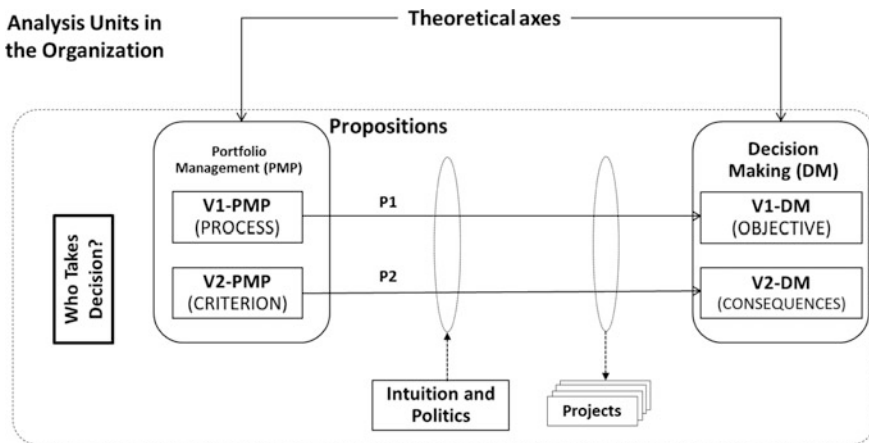 Analysis Units in
the Organization
Theoretical axes
Propositions
Portfolio
Management (PMP)
V1-PMP
(PROCESS)
V2-PMP
(CRITERION)
Who Takes
Decision?
P1
P2
Decision
Making (DM)
V1-DM
(OBJECTIVE)
V2-DM
(CONSEQUENCES)
Intuition and
Politics
Projects